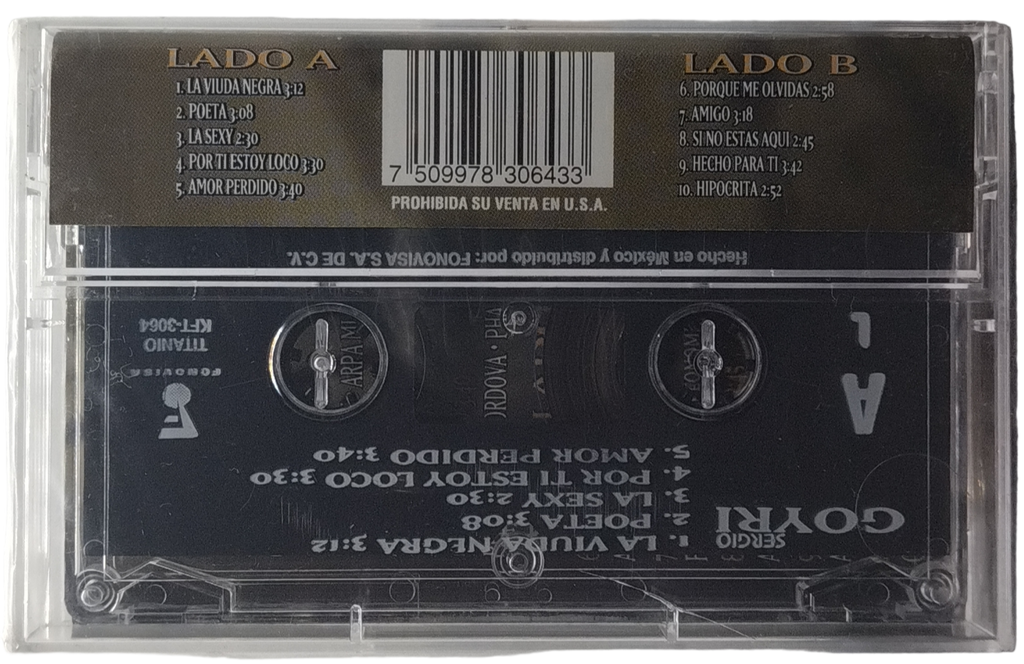 LADO A
1. LA VIUDA NEGRA 3:12
2. POETA 3:08
3. LA SEXY 2:30
4. POR TI ESTOY LOCO 3:30
5. AMOR PERDIDO 3:40
7 509978 306433
PROHIBIDA SU VENTA EN U.S.A.
LADO B
6. PORQUE ME OLVIDAS 2:58
7. AMIGO 3:18
8. SI NO ESTAS AQUI 2:45
9. HECHO PARA TI 3:42
10. HIPOCRITA 2:52
Hecho en México y distribuido por: FONOVISA S.A. DE C.V.
SERGIO
GOYRI
1. LA VIUDA NEGRA 3:12
2. POETA 3:08
3. LA SEXY 2:30
4. POR TI ESTOY LOCO 3:30
5. AMOR PERDIDO 3:40
A
FONOVISA
TITANIO
KFT-3064